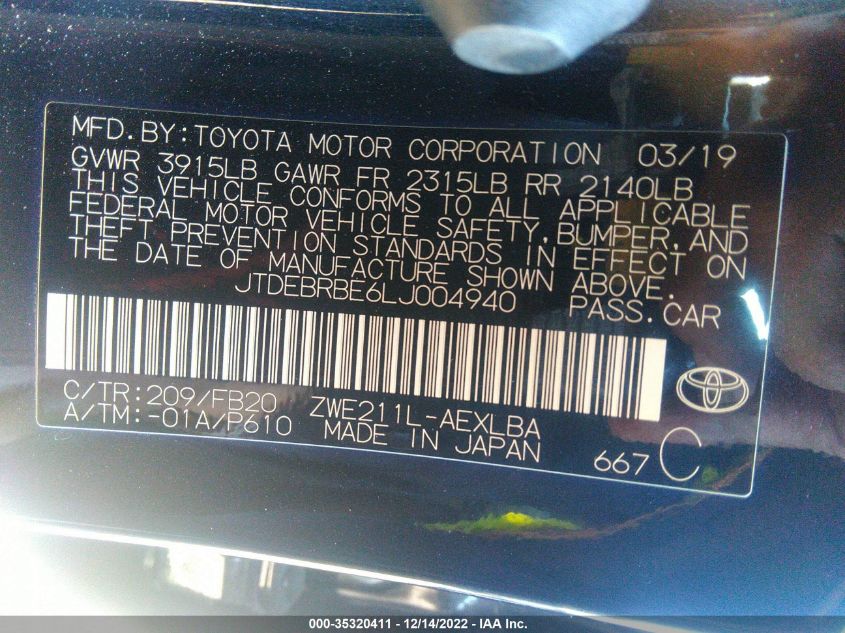 MFD.BY:TOYOTA MOTOR CORPORATION 03/19
GVWR 3915LB GAWR FR 2315LB RR 2140LB
THIS VEHICLE CONFORMS TO ALL APPLICABLE
FEDERAL MOTOR VEHICLE SAFETY,BUMPER,AND
THEFT PREVENTION STANDARDS IN EFFECT ON
THE DATE OF MANUFACTURE SHOWN ABOVE.
JTDEBRBE6LJ004940 PASS.CAR
C/TR:209/FB20 ZWE211L-AEXLBA
A/TM:-01A/P610 MADE IN JAPAN
667 C
000-35320411 - 12/14/2022 - IAA Inc.